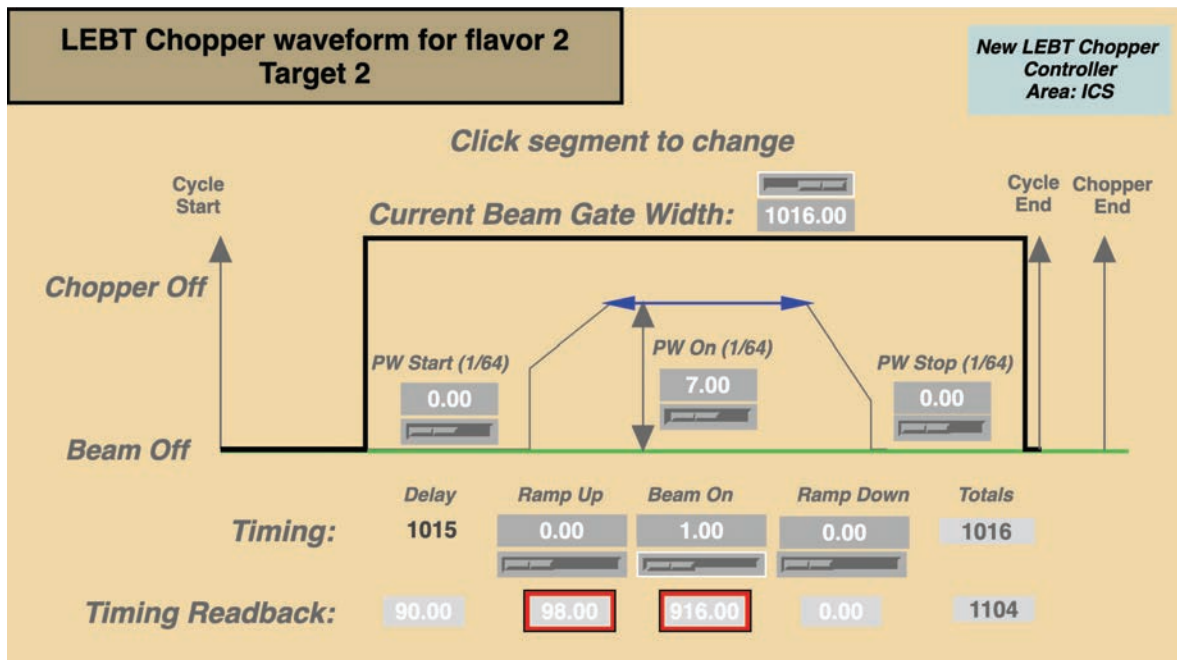 LEBT Chopper waveform for flavor 2
Target 2
New LEBT Chopper
Controller
Area: ICS
Click segment to change
Cycle
Start
Current Beam Gate Width: 1016.00
Cycle
End
Chopper
End
Chopper Off
PW Start (1/64)
0.00
PW On (1/64)
7.00
PW Stop (1/64)
0.00
Beam Off
Delay Ramp Up Beam On Ramp Down Totals
Timing: 1015 0.00 1.00 0.00 1016
Timing Readback: 90.00 98.00 916.00 0.00 1104